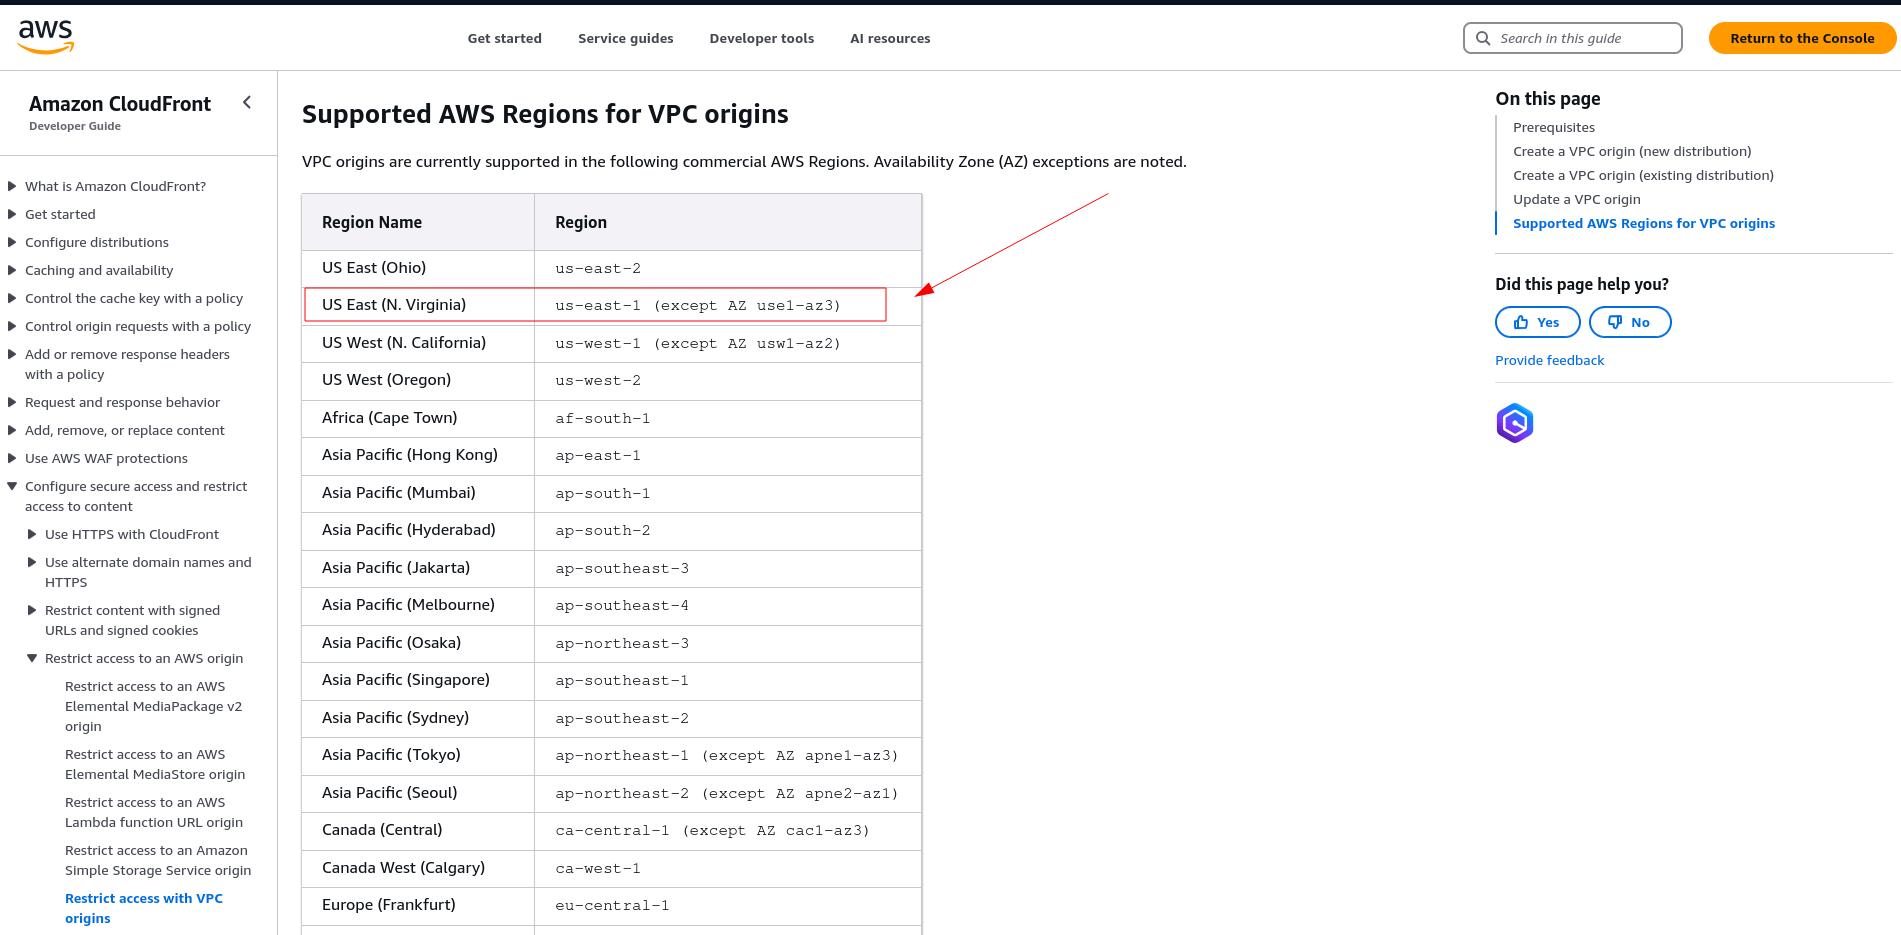 aws
Get started
Service guides
Developer tools
AI resources
Search in this guide
Return to the Console
Amazon CloudFront
Developer Guide
What is Amazon CloudFront?
Get started
Configure distributions
Caching and availability
Control the cache key with a policy
Control origin requests with a policy
Add or remove response headers
with a policy
Request and response behavior
Add, remove, or replace content
Use AWS WAF protections
Configure secure access and restrict
access to content
Use HTTPS with CloudFront
Use alternate domain names and
HTTPS
Restrict content with signed
URLs and signed cookies
Restrict access to an AWS origin
Restrict access to an AWS
Elemental MediaPackage v2
origin
Restrict access to an AWS
Elemental MediaStore origin
Restrict access to an AWS
Lambda function URL origin
Restrict access to an Amazon
Simple Storage Service origin
Restrict access with VPC
origins
Supported AWS Regions for VPC origins
VPC origins are currently supported in the following commercial AWS Regions. Availability Zone (AZ) exceptions are noted.
Region Name Region
US East (Ohio) us-east-2
US East (N. Virginia) us-east-1 (except AZ use1-az3)
US West (N. California) us-west-1 (except AZ usw1-az2)
US West (Oregon) us-west-2
Africa (Cape Town) af-south-1
Asia Pacific (Hong Kong) ap-east-1
Asia Pacific (Mumbai) ap-south-1
Asia Pacific (Hyderabad) ap-south-2
Asia Pacific (Jakarta) ap-southeast-3
Asia Pacific (Melbourne) ap-southeast-4
Asia Pacific (Osaka) ap-northeast-3
Asia Pacific (Singapore) ap-southeast-1
Asia Pacific (Sydney) ap-southeast-2
Asia Pacific (Tokyo) ap-northeast-1 (except AZ apne1-az3)
Asia Pacific (Seoul) ap-northeast-2 (except AZ apne2-az1)
Canada (Central) ca-central-1 (except AZ cac1-az3)
Canada West (Calgary) ca-west-1
Europe (Frankfurt) eu-central-1
On this page
Prerequisites
Create a VPC origin (new distribution)
Create a VPC origin (existing distribution)
Update a VPC origin
Supported AWS Regions for VPC origins
Did this page help you?
Yes
No
Provide feedback